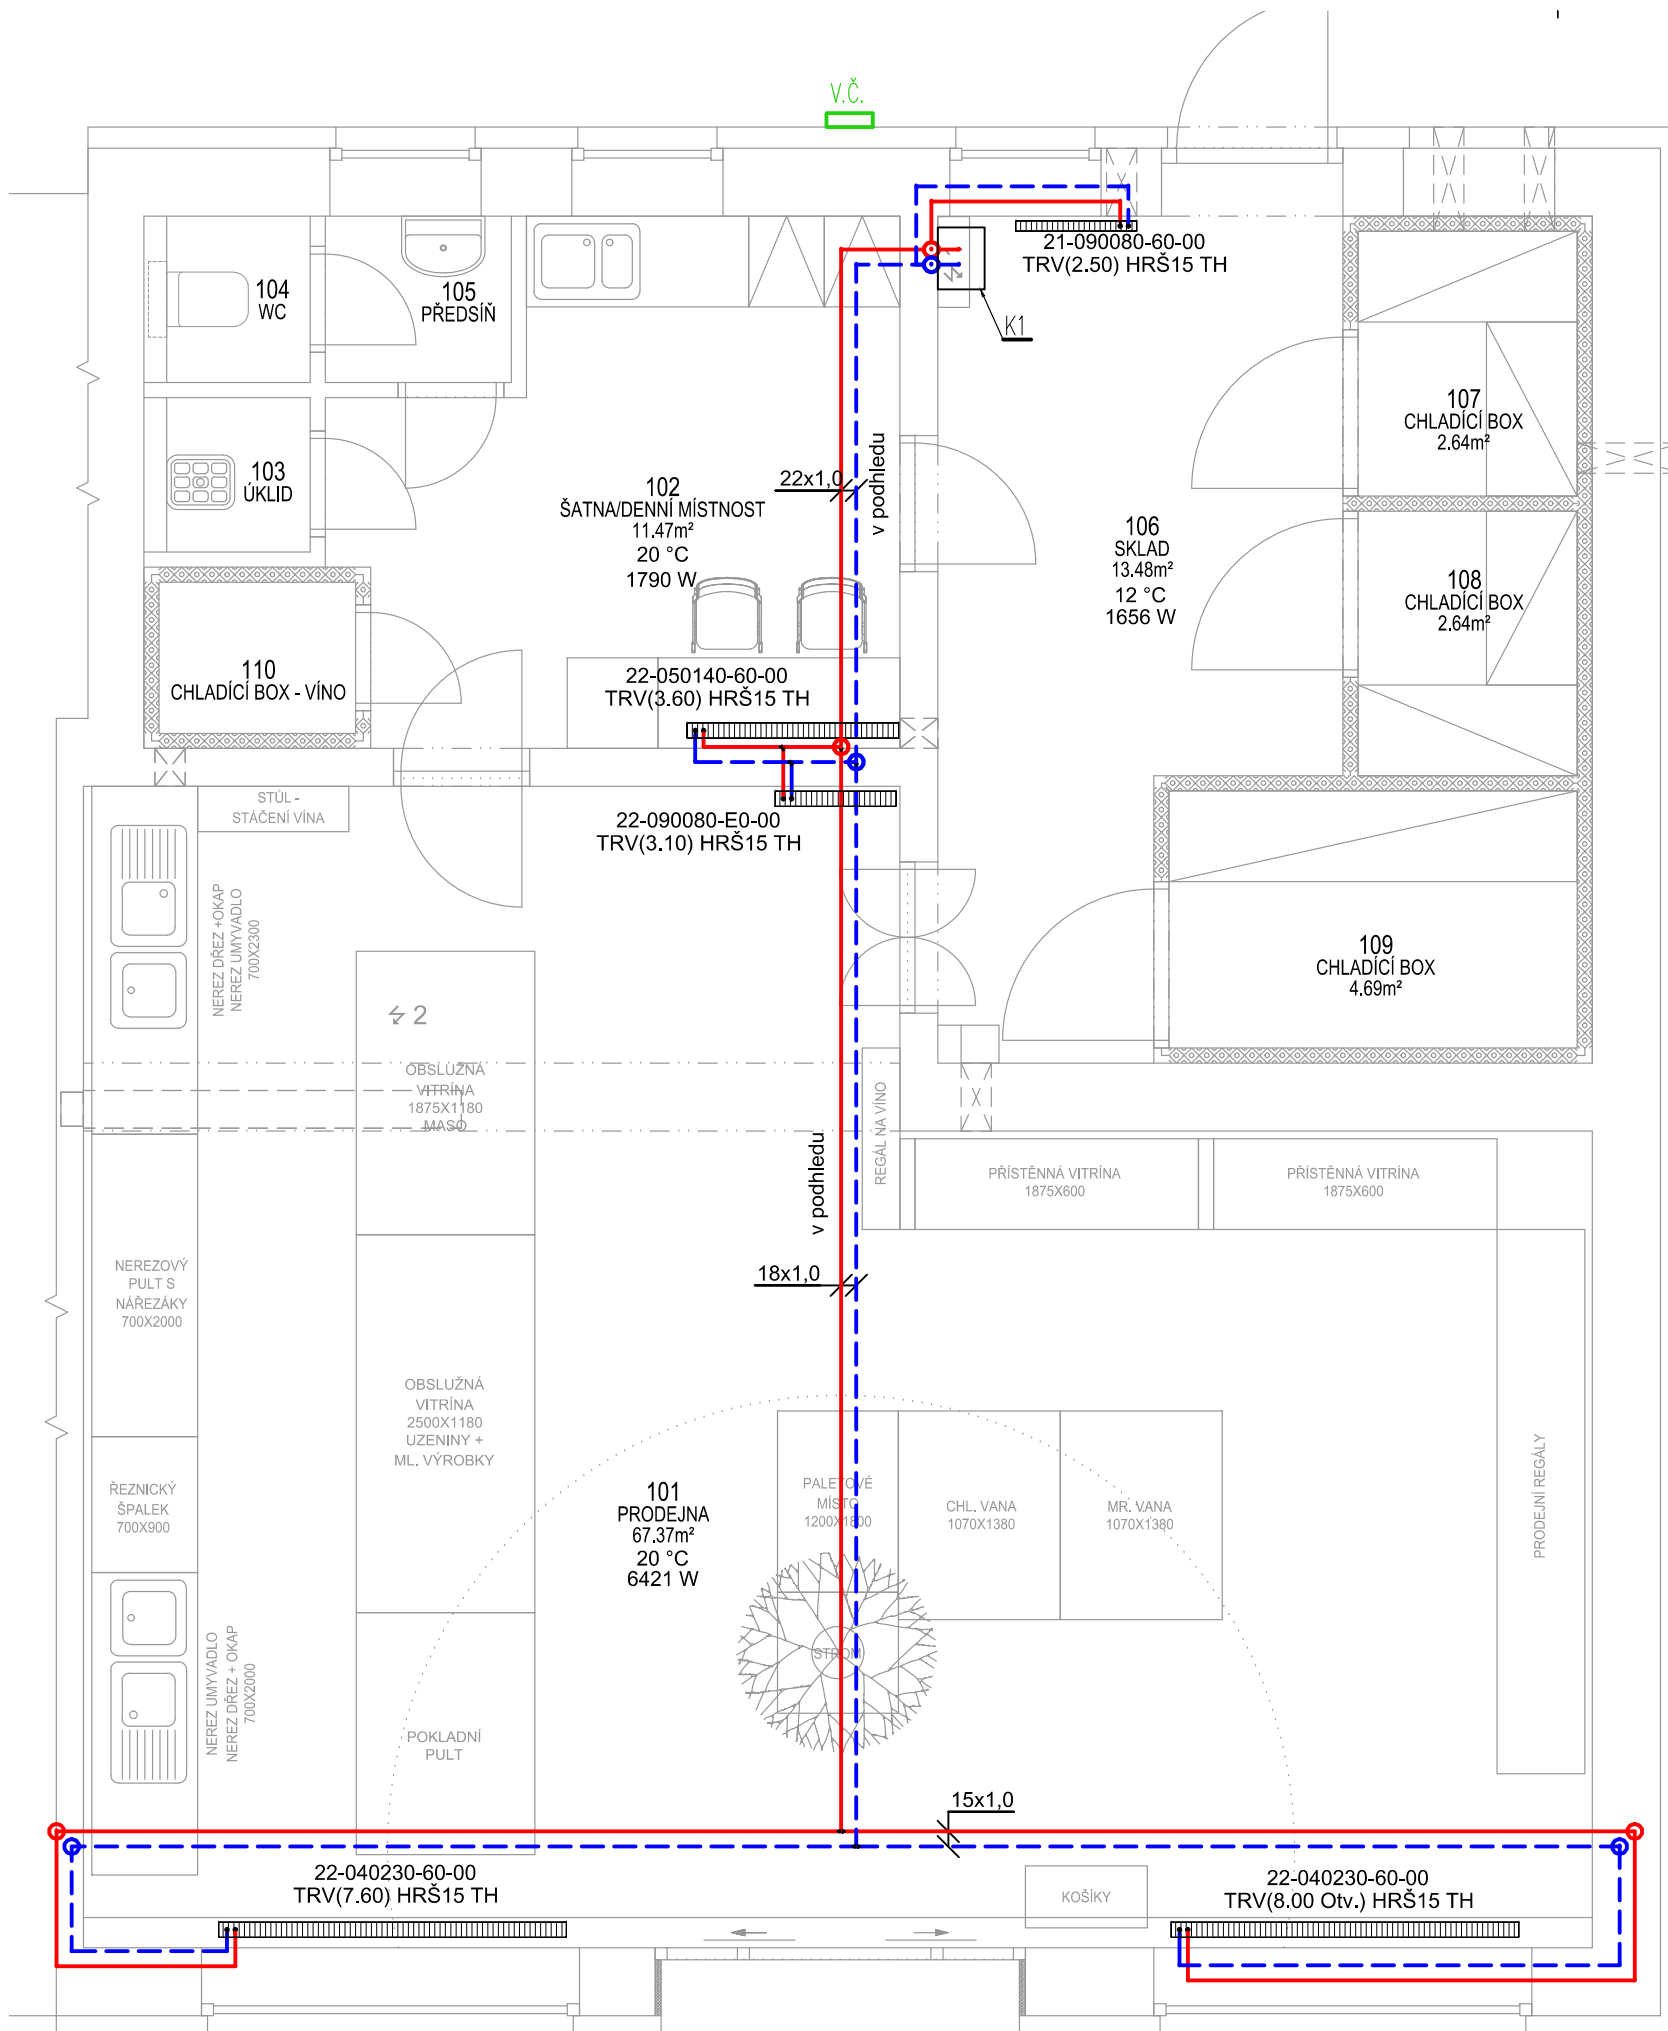 V.Č.
21-090080-60-00
TRV(2.50) HRŠ15 TH
K1
104
WC
105
PŘEDSÍŇ
103
ÚKLID
102
ŠATNA/DENNÍ MÍSTNOST
11.47m²
20 °C
1790 W
22x1,0
v podhledu
106
SKLAD
13.48m²
12 °C
1656 W
107
CHLADÍCÍ BOX
2.64m²
108
CHLADÍCÍ BOX
2.64m²
110
CHLADÍCÍ BOX - VÍNO
22-050140-60-00
TRV(3.60) HRŠ15 TH
22-090080-E0-00
TRV(3.10) HRŠ15 TH
STŮL -
STÁČENÍ VÍNA
NEREZ DŘEZ +OKAP
NEREZ UMYVADLO
700X2300
2
OBSLUŽNÁ
VITRÍNA
1875X1180
MASO
109
CHLADÍCÍ BOX
4.69m²
REGÁL NA VÍNO
v podhledu
PŘÍSTĚNNÁ VITRÍNA
1875X600
PŘÍSTĚNNÁ VITRÍNA
1875X600
18x1,0
NEREZOVÝ
PULT S
NÁŘEZÁKY
700X2000
OBSLUŽNÁ
VITRÍNA
2500X1180
UZENINY +
ML. VÝROBKY
ŘEZNICKÝ
ŠPALEK
700X900
101
PRODEJNA
67.37m²
20 °C
6421 W
PALETOVÉ
MÍSTO
1200X1800
CHL. VANA
1070X1380
MR. VANA
1070X1380
PRODEJNÍ REGÁLY
STROM
NEREZ UMYVADLO
NEREZ DŘEZ + OKAP
700X2000
POKLADNÍ
PULT
15x1,0
22-040230-60-00
TRV(7.60) HRŠ15 TH
KOŠÍKY
22-040230-60-00
TRV(8.00 Otv.) HRŠ15 TH